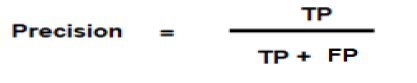 TP
Precision =
TP + FP